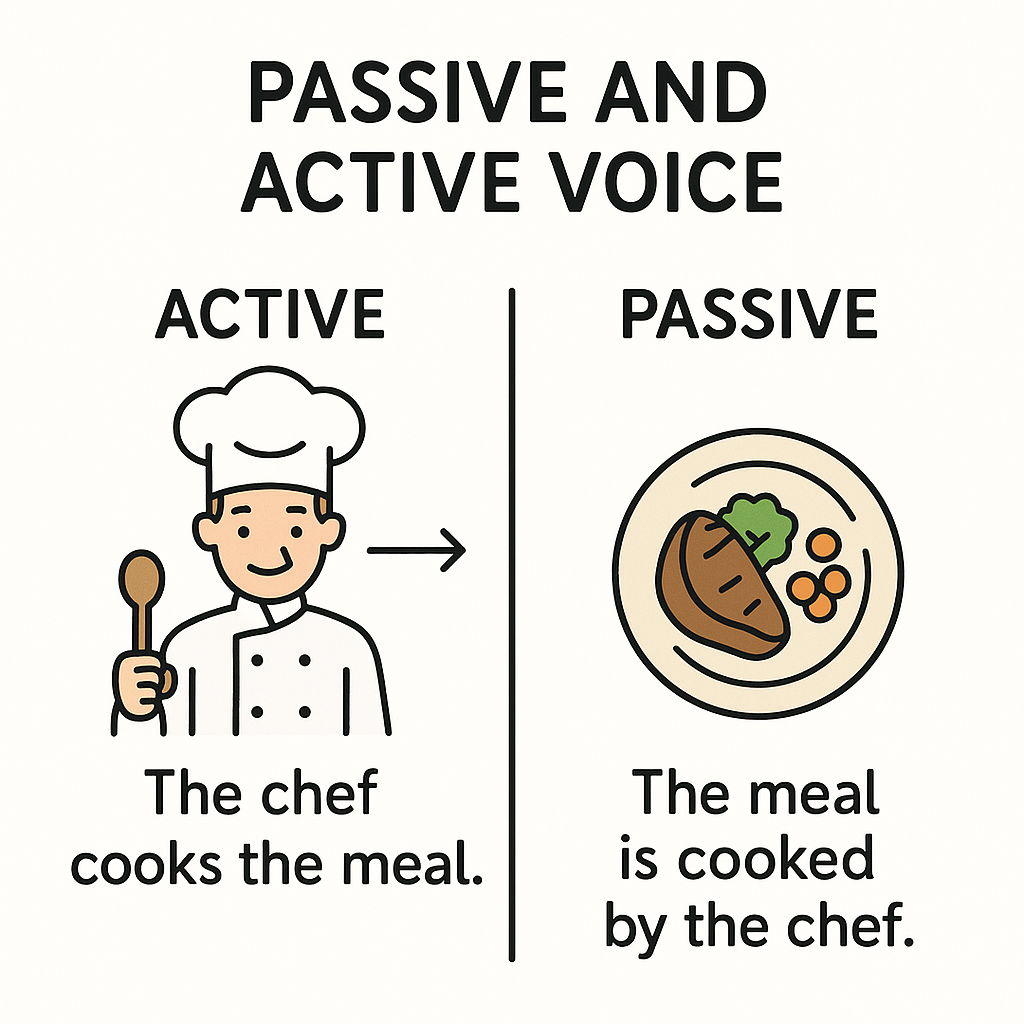 PASSIVE AND
ACTIVE VOICE
ACTIVE
The chef
cooks the meal.
PASSIVE
The meal
is cooked
by the chef.